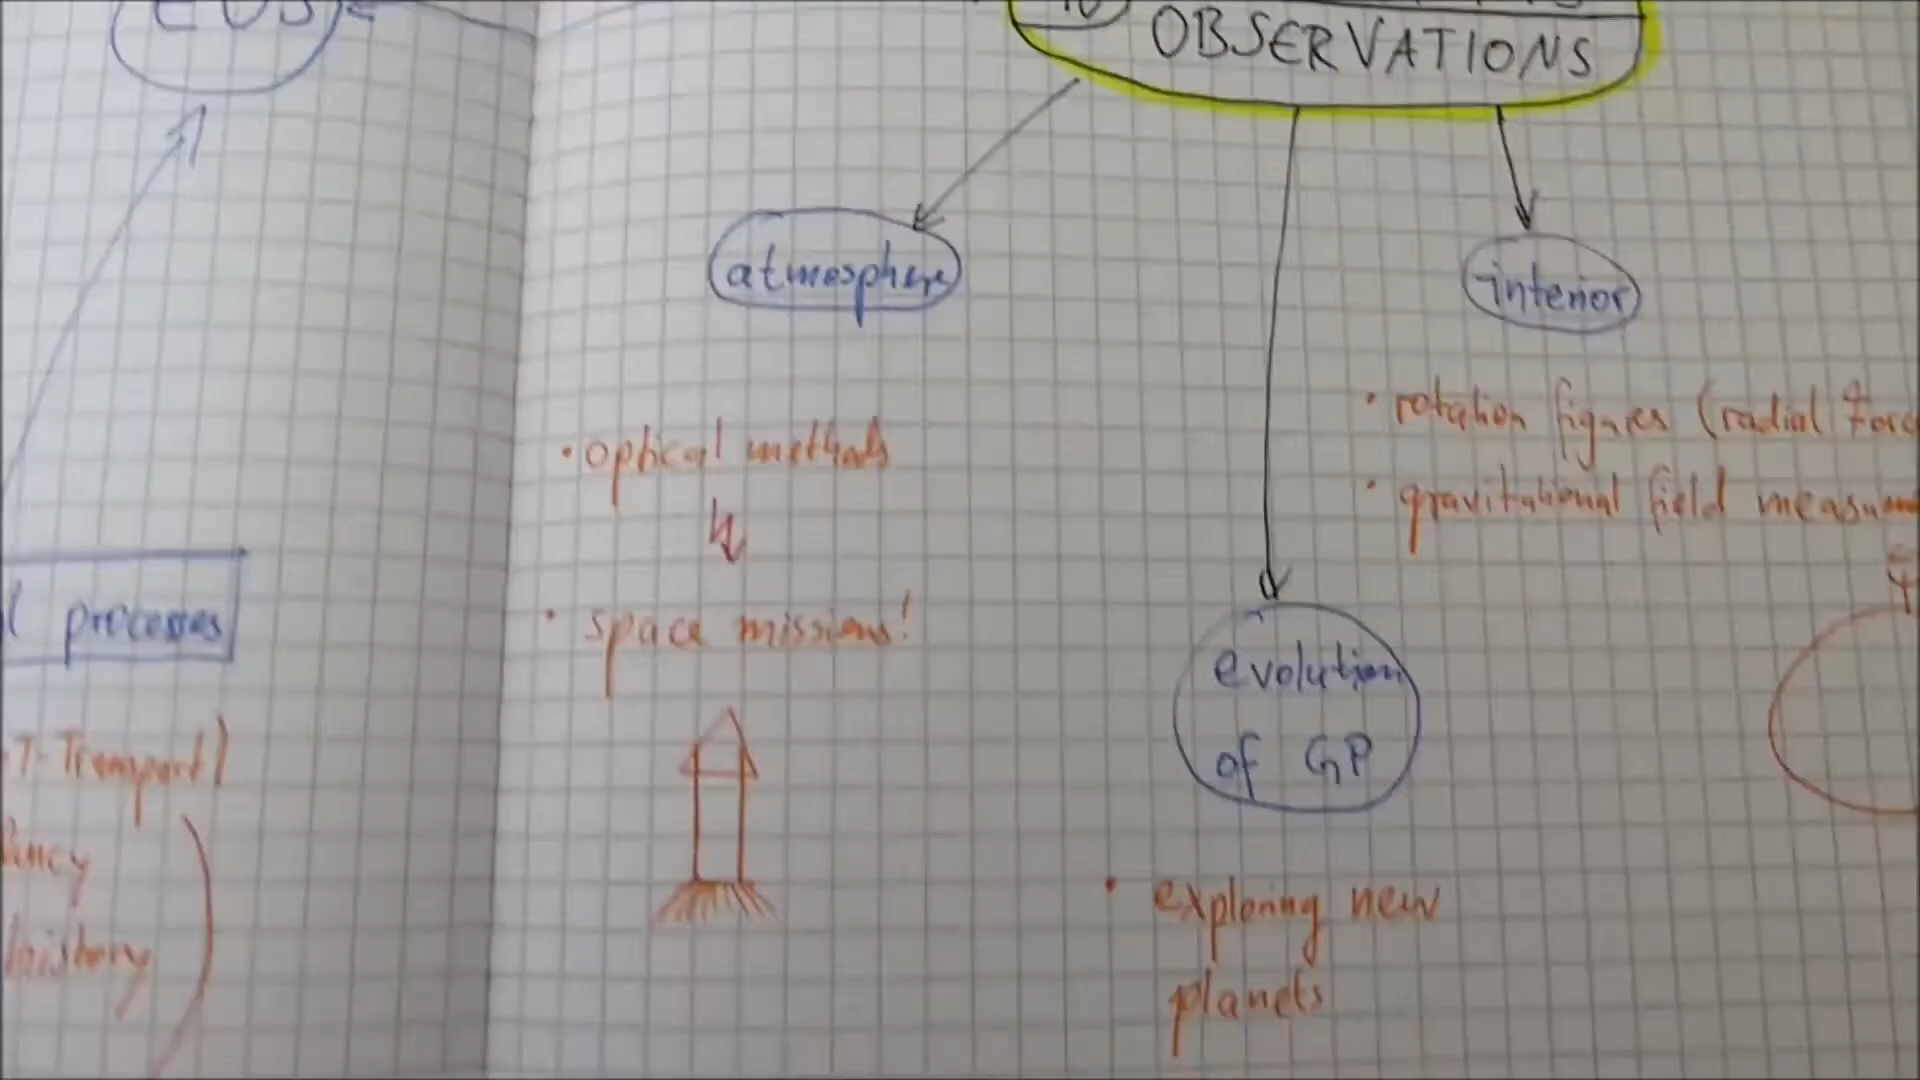 EOS
OBSERVATIONS
atmosphere
interior
• optical methods
• space missions!
• rotation figures (radial
• gravitational field
evolution
of GP
• exploring new
planets
processes
T-Transport)
history